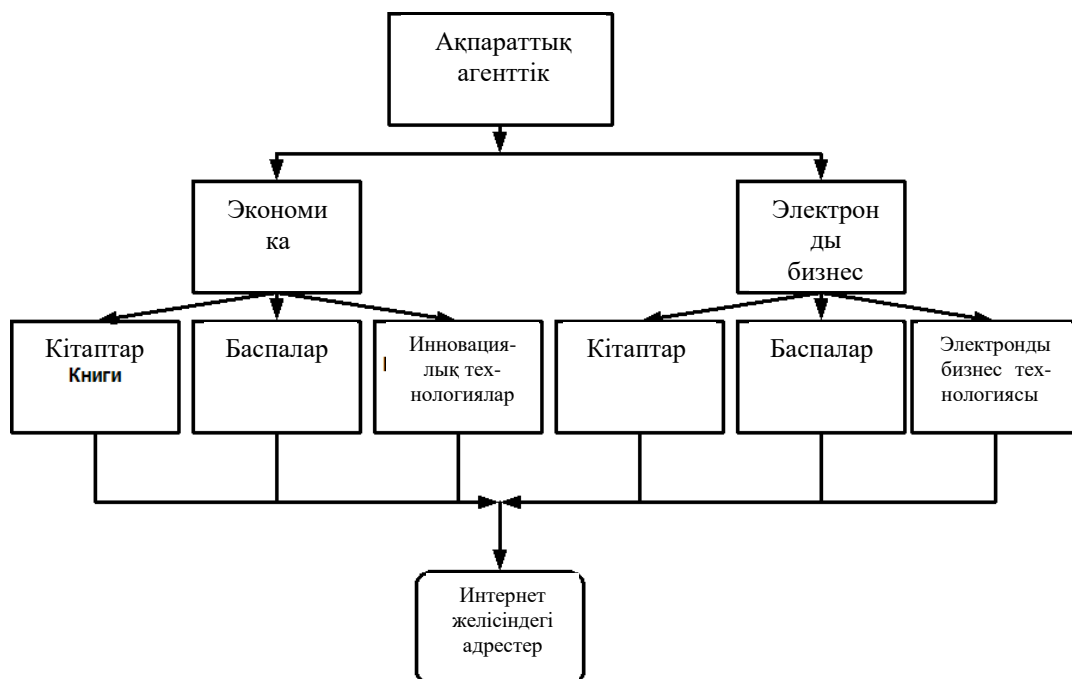 Ақпараттық
агенттік
Экономи
ка
Электрон
ды
бизнес
Кітаптар
Книги
Баспалар
Инновация-
лық тех-
нологиялар
Кітаптар
Баспалар
Электронды
бизнес тех-
нологиясы
Интернет
желісіндегі
адрестер